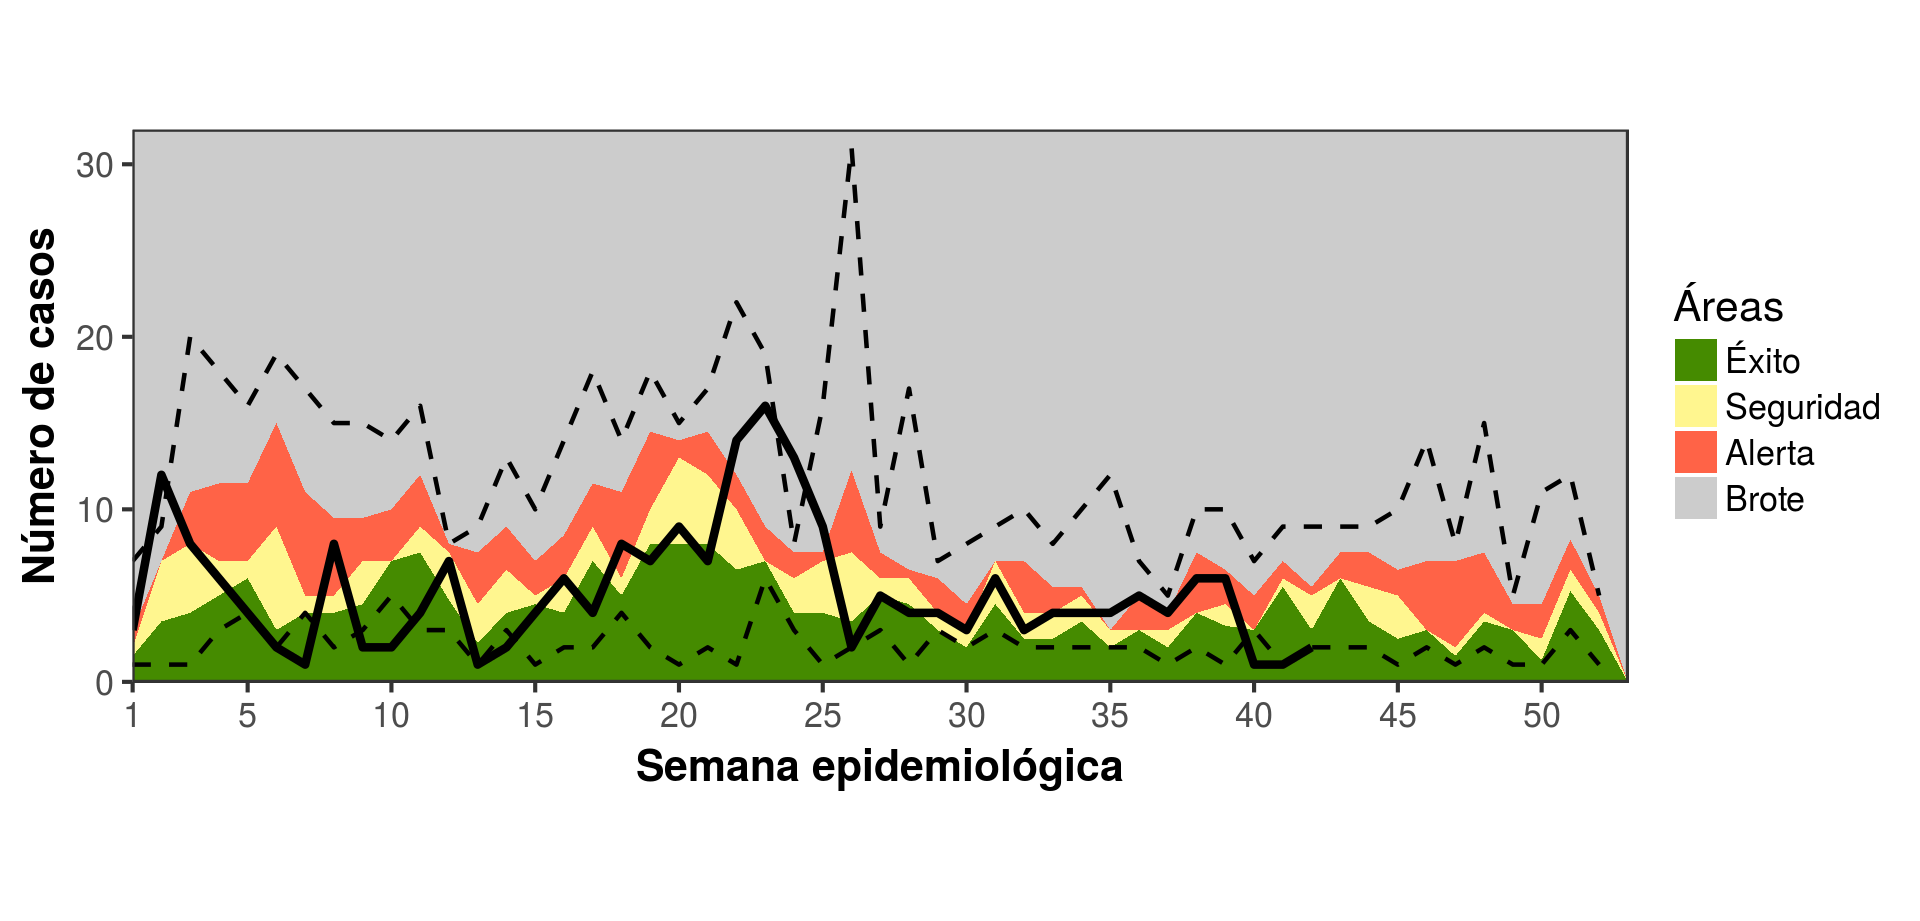 Número de casos
30
20
10
0
1 5 10 15 20 25 30 35 40 45 50
Semana epidemiológica
Áreas
Éxito
Seguridad
Alerta
Brote